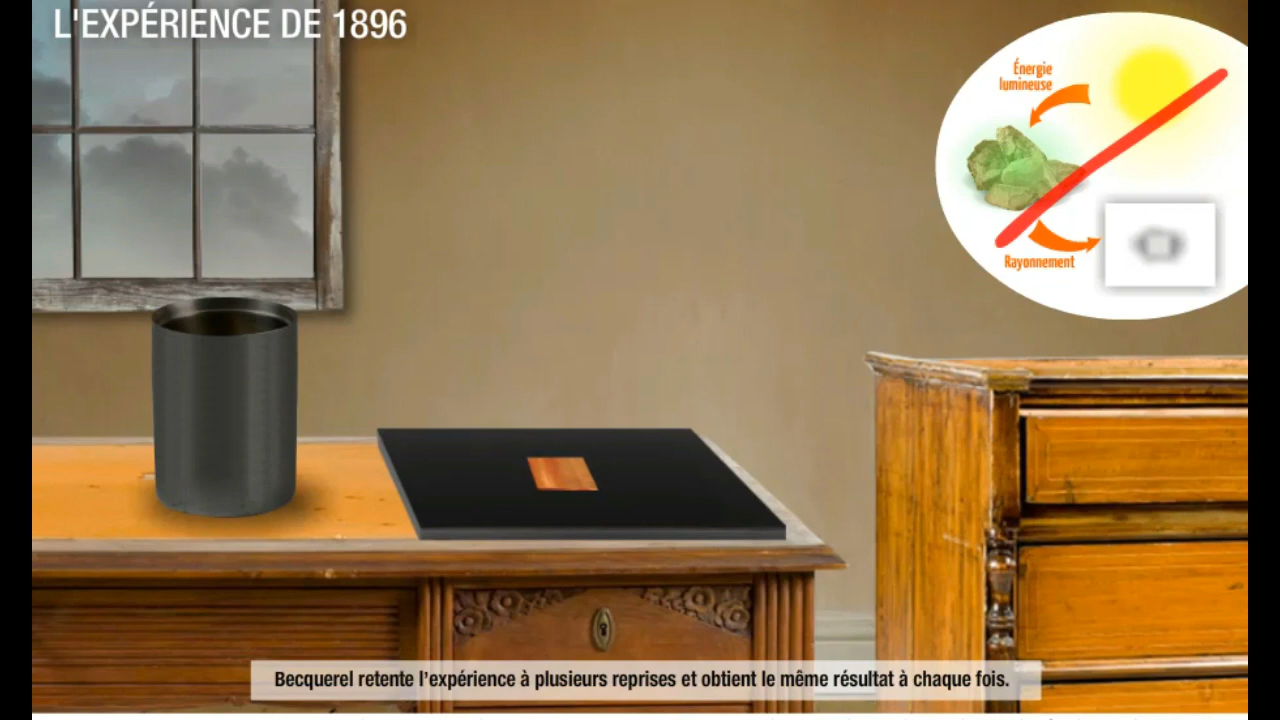 L'EXPÉRIENCE DE 1896
Énergie
lumineuse
Rayonnement
Becquerel retente l'expérience à plusieurs reprises et obtient le même résultat à chaque fois.